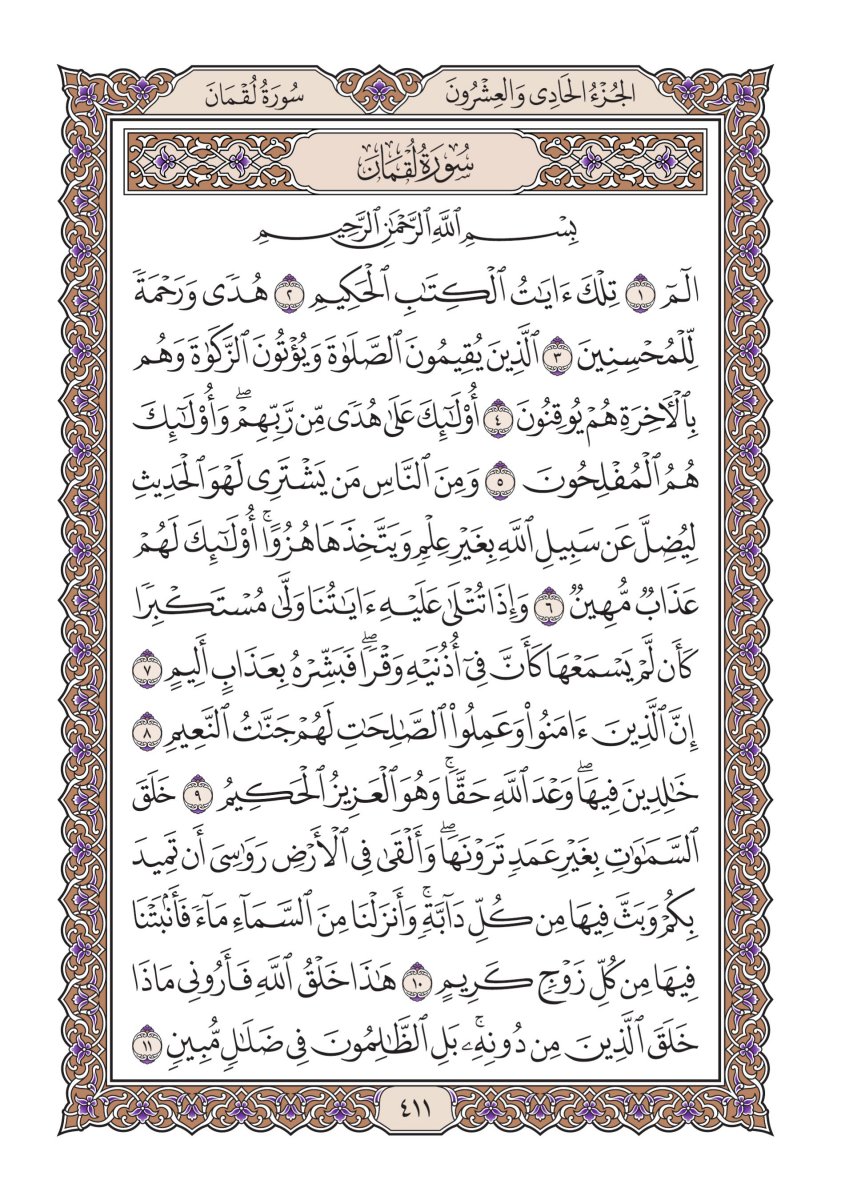 الجُزْءُ الحَادِى وَالعِشْرُونَ
سُورَةُ لُقْمَانَ
سُورَةُ لُقْمَانَ
بِسْمِ ٱللَّهِ ٱلرَّحْمَٰنِ ٱلرَّحِيمِ
الٓمٓ ١ تِلْكَ ءَايَٰتُ ٱلْكِتَٰبِ ٱلْحَكِيمِ ٢ هُدًى وَرَحْمَةً
لِّلْمُحْسِنِينَ ٣ ٱلَّذِينَ يُقِيمُونَ ٱلصَّلَوٰةَ وَيُؤْتُونَ ٱلزَّكَوٰةَ وَهُم
بِٱلْءَاخِرَةِ هُمْ يُوقِنُونَ ٤ أُوْلَٰٓئِكَ عَلَىٰ هُدًى مِّن رَّبِّهِمْۖ وَأُوْلَٰٓئِكَ
هُمُ ٱلْمُفْلِحُونَ ٥ وَمِنَ ٱلنَّاسِ مَن يَشْتَرِى لَهْوَ ٱلْحَدِيثِ
لِيُضِلَّ عَن سَبِيلِ ٱللَّهِ بِغَيْرِ عِلْمٍ وَيَتَّخِذَهَا هُزُوًاۚ أُوْلَٰٓئِكَ لَهُمْ
عَذَابٌ مُّهِينٌ ٦ وَإِذَا تُتْلَىٰ عَلَيْهِ ءَايَٰتُنَا وَلَّىٰ مُسْتَكْبِرًا
كَأَن لَّمْ يَسْمَعْهَا كَأَنَّ فِىٓ أُذُنَيْهِ وَقْرًاۖ فَبَشِّرْهُ بِعَذَابٍ أَلِيمٍ ٧
إِنَّ ٱلَّذِينَ ءَامَنُواْ وَعَمِلُواْ ٱلصَّٰلِحَٰتِ لَهُمْ جَنَّٰتُ ٱلنَّعِيمِ ٨
خَٰلِدِينَ فِيهَاۖ وَعْدَ ٱللَّهِ حَقًّاۚ وَهُوَ ٱلْعَزِيزُ ٱلْحَكِيمُ ٩ خَلَقَ
ٱلسَّمَٰوَٰتِ بِغَيْرِ عَمَدٍ تَرَوْنَهَاۖ وَأَلْقَىٰ فِى ٱلْأَرْضِ رَوَٰسِىَ أَن تَمِيدَ
بِكُمْ وَبَثَّ فِيهَا مِن كُلِّ دَآبَّةٍۚ وَأَنزَلْنَا مِنَ ٱلسَّمَآءِ مَآءً فَأَنۢبَتْنَا
فِيهَا مِن كُلِّ زَوْجٍ كَرِيمٍ ١٠ هَٰذَا خَلْقُ ٱللَّهِ فَأَرُونِى مَاذَا
خَلَقَ ٱلَّذِينَ مِن دُونِهِۦۚ بَلِ ٱلظَّٰلِمُونَ فِى ضَلَٰلٍ مُّبِينٍ ١١
٤١١